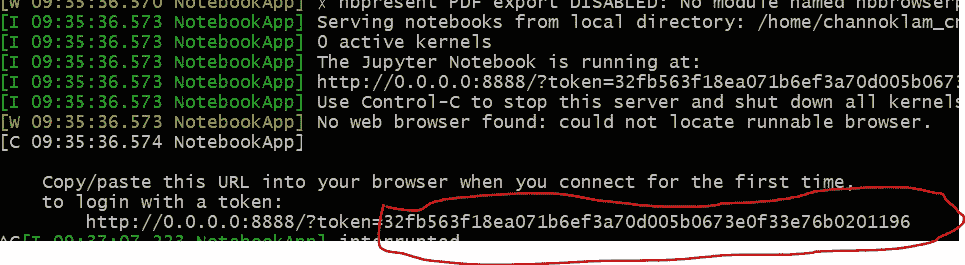 [W 09:35:36.570 NotebookApp] x nbpresent PDF export DISABLED: No module named nbbrowserp
[I 09:35:36.573 NotebookApp] Serving notebooks from local directory: /home/channoklam_cr
[I 09:35:36.573 NotebookApp] 0 active kernels
[I 09:35:36.573 NotebookApp] The Jupyter Notebook is running at:
[I 09:35:36.573 NotebookApp] http://0.0.0.0:8888/?token=32fb563f18ea071b6ef3a70d005b0673
[I 09:35:36.573 NotebookApp] Use Control-C to stop this server and shut down all kernels
[W 09:35:36.573 NotebookApp] No web browser found: could not locate runnable browser.
[C 09:35:36.574 NotebookApp]
Copy/paste this URL into your browser when you connect for the first time,
to login with a token:
http://0.0.0.0:8888/?token=32fb563f18ea071b6ef3a70d005b0673e0f33e76b0201196
^C[I 09:37:07.223 NotebookApp] interrupted